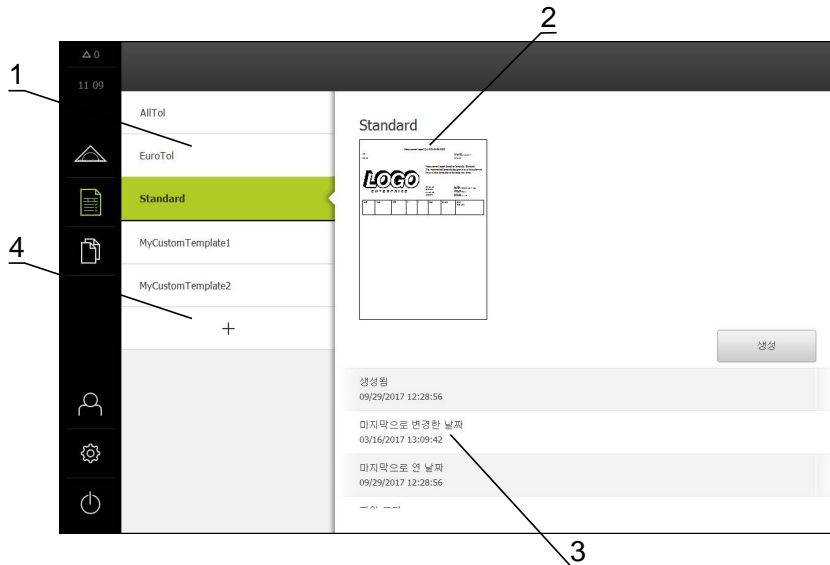 2
0
11 09
1
AllTol
EuroTol
Standard
MyCustomTemplate1
MyCustomTemplate2
+
4
Standard
LOGO
ENTERPRISE
생성
생성됨
09/29/2017 12:28:56
마지막으로 변경한 날짜
03/16/2017 13:09:42
마지막으로 연 날짜
09/29/2017 12:28:56
3